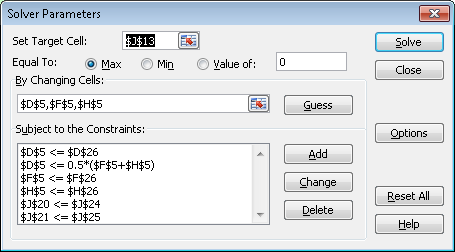 Solver Parameters
Set Target Cell: $J$13 Solve
Equal To: Max Min Value of: 0
Close
By Changing Cells:
$D$5,$F$5,$H$5 Guess
Subject to the Constraints: Options
$D$5 <= $D$26 Add
$D$5 <= 0.5*($F$5+$H$5)
$F$5 <= $F$26 Change
$H$5 <= $H$26 Reset All
$J$20 <= $J$24 Delete
$J$21 <= $J$25 Help